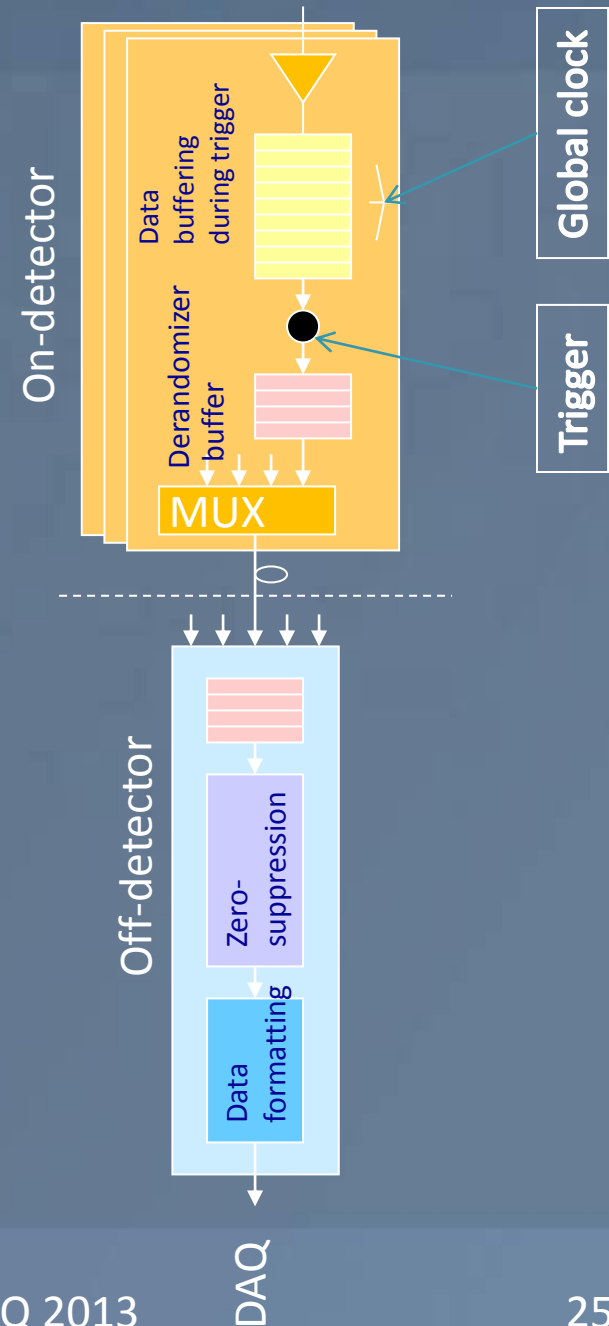 On-detector
Data
buffering
during trigger
Derandomizer
buffer
MUX
Global clock
Trigger
Off-detector
Zero-
suppression
Data
formatting
DAQ
Q 2013
25